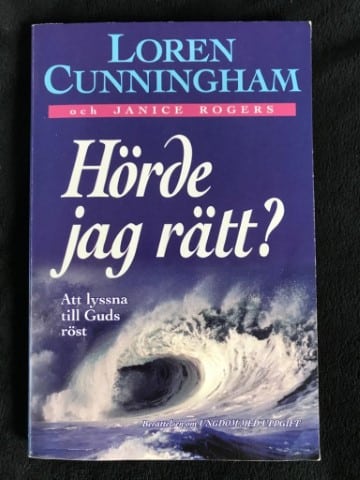 LOREN
CUNNINGHAM
och JANICE ROGERS
Hörde
jag rätt?
Att lyssna
till Guds
röst
Berättelsen om UNGDOM MED UPPGIFT